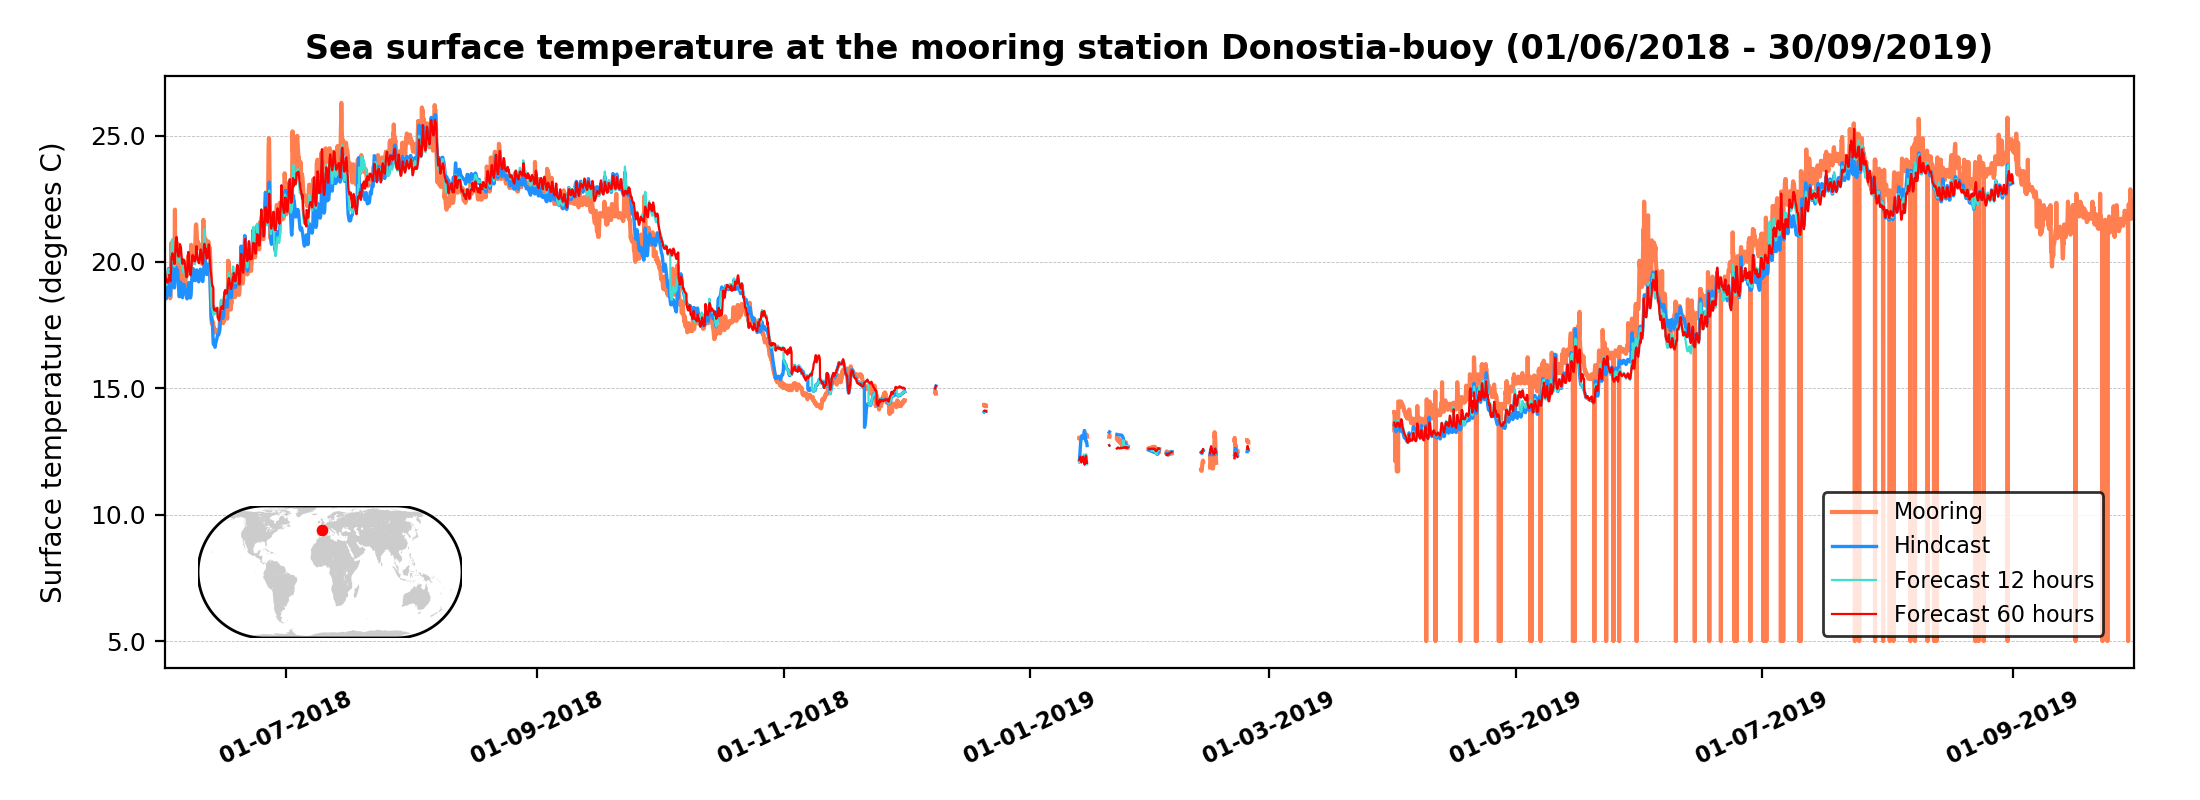 Sea surface temperature at the mooring station Donostia-buoy (01/06/2018 - 30/09/2019)
Surface temperature (degrees C)
25.0
20.0
15.0
10.0
5.0
Mooring
Hindcast
Forecast 12 hours
Forecast 60 hours
01-07-2018
01-09-2018
01-11-2018
01-01-2019
01-03-2019
01-05-2019
01-07-2019
01-09-2019